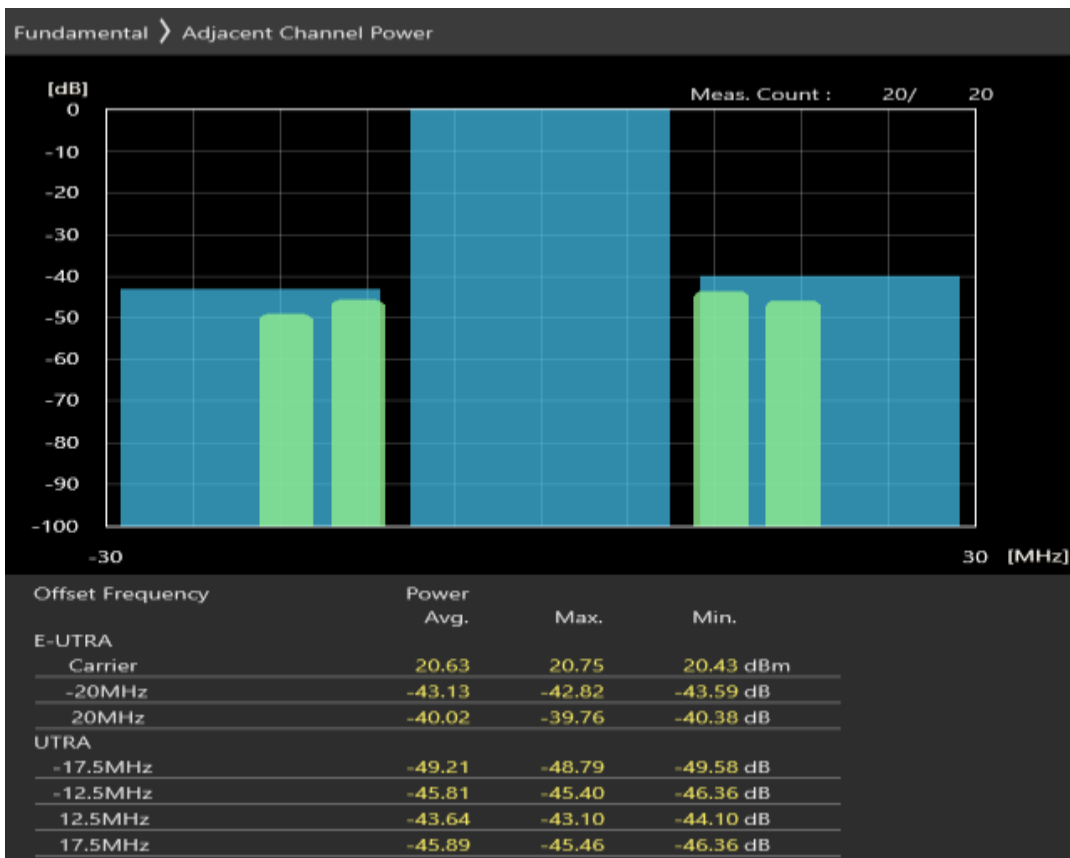 Fundamental 〉 Adjacent Channel Power
[dB]
Meas. Count : 20/ 20
0
-10
-20
-30
-40
-50
-60
-70
-80
-90
-100
-30 30 [MHz]
Offset Frequency Power
Avg. Max. Min.
E-UTRA
Carrier 20.63 20.75 20.43 dBm
-20MHz -43.13 -42.82 -43.59 dB
20MHz -40.02 -39.76 -40.38 dB
UTRA
-17.5MHz -49.21 -48.79 -49.58 dB
-12.5MHz -45.81 -45.40 -46.36 dB
12.5MHz -43.64 -43.10 -44.10 dB
17.5MHz -45.89 -45.46 -46.36 dB